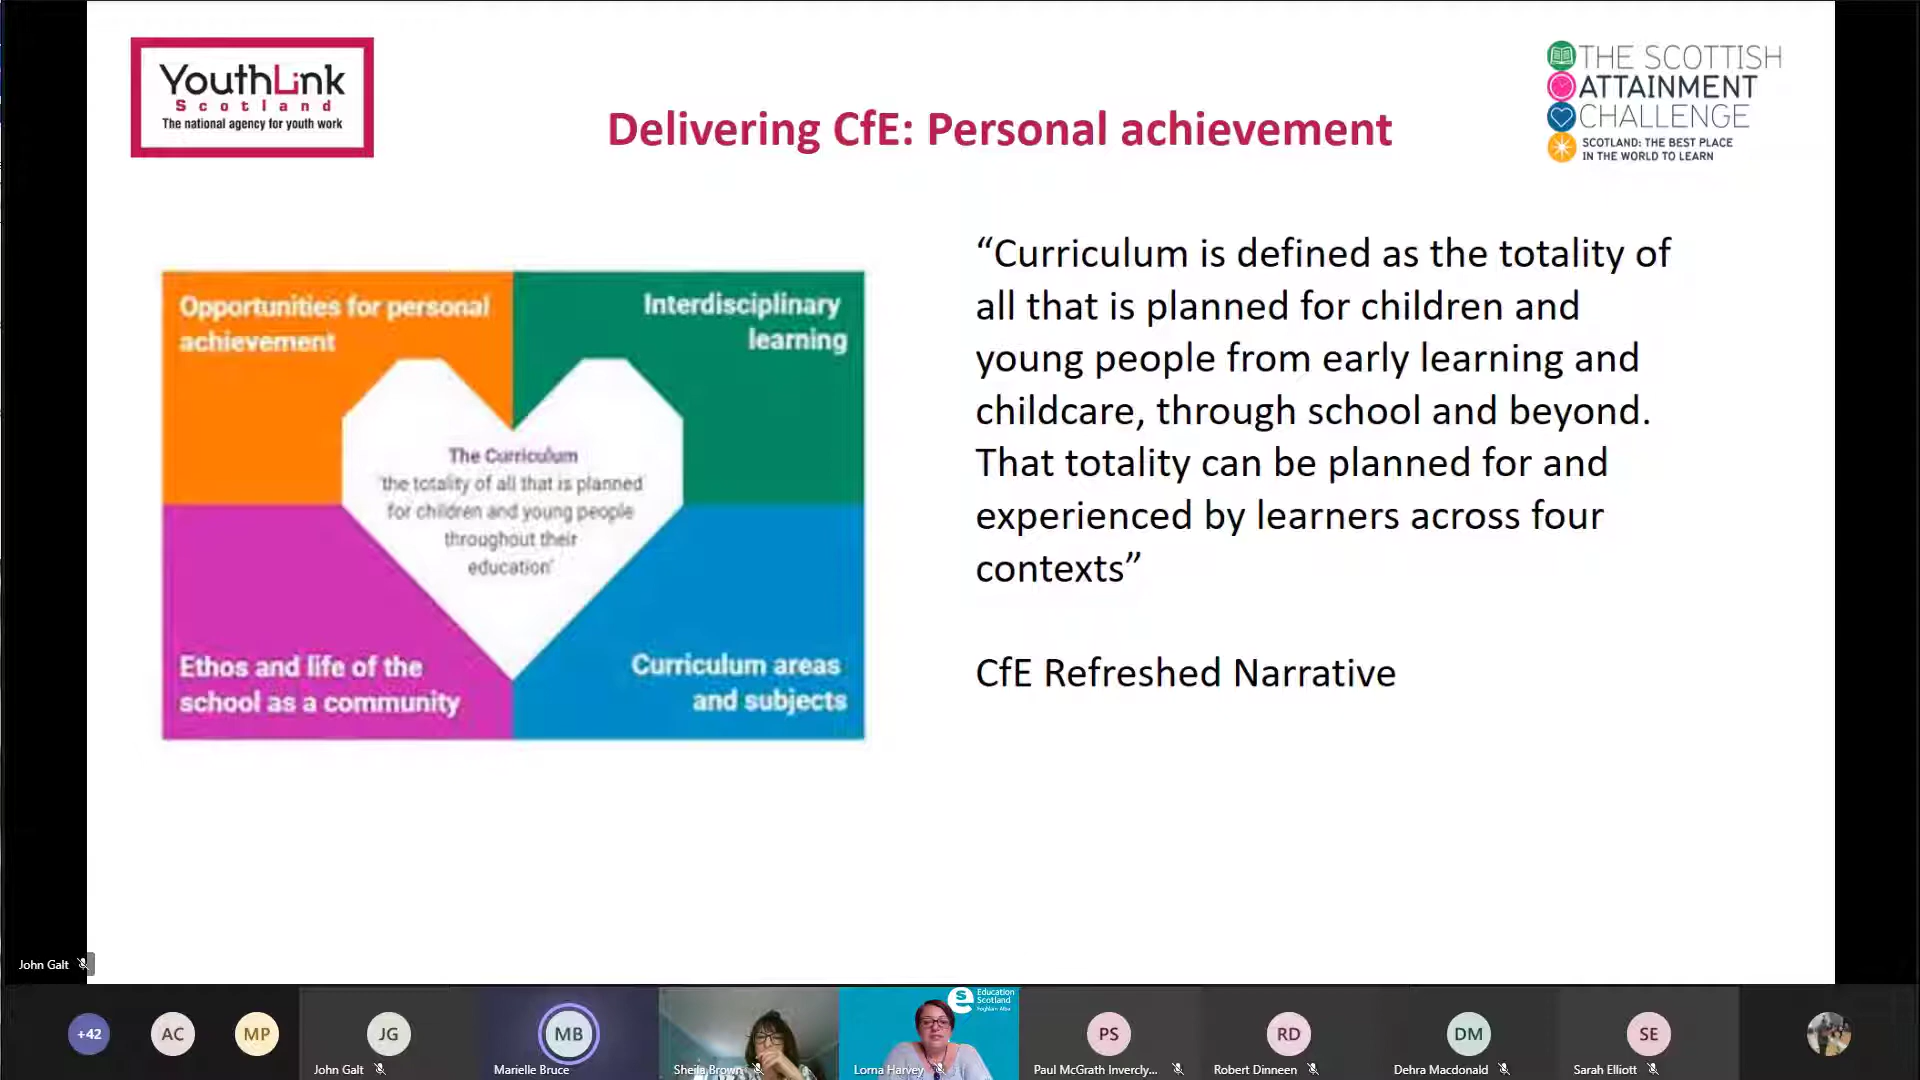 YouthLink
Scotland
The national agency for youth work
Delivering CfE: Personal achievement
THE SCOTTISH
ATTAINMENT
CHALLENGE
SCOTLAND: THE BEST PLACE
IN THE WORLD TO LEARN
Opportunities for personal
achievement
Interdisciplinary
learning
The Curriculum
'the totality of all that is planned
for children and young people
throughout their
education'
Ethos and life of the
school as a community
Curriculum areas
and subjects
“Curriculum is defined as the totality of
all that is planned for children and
young people from early learning and
childcare, through school and beyond.
That totality can be planned for and
experienced by learners across four
contexts”
CfE Refreshed Narrative
John Galt
+42
AC
MP
JG
John Galt
MB
Marielle Bruce
Sheila Brown
Education
Scotland
Foghlam Alba
Lorna Harvey
PS
Paul McGrath Invercly...
RD
Robert Dinneen
DM
Dehra Macdonald
SE
Sarah Elliott